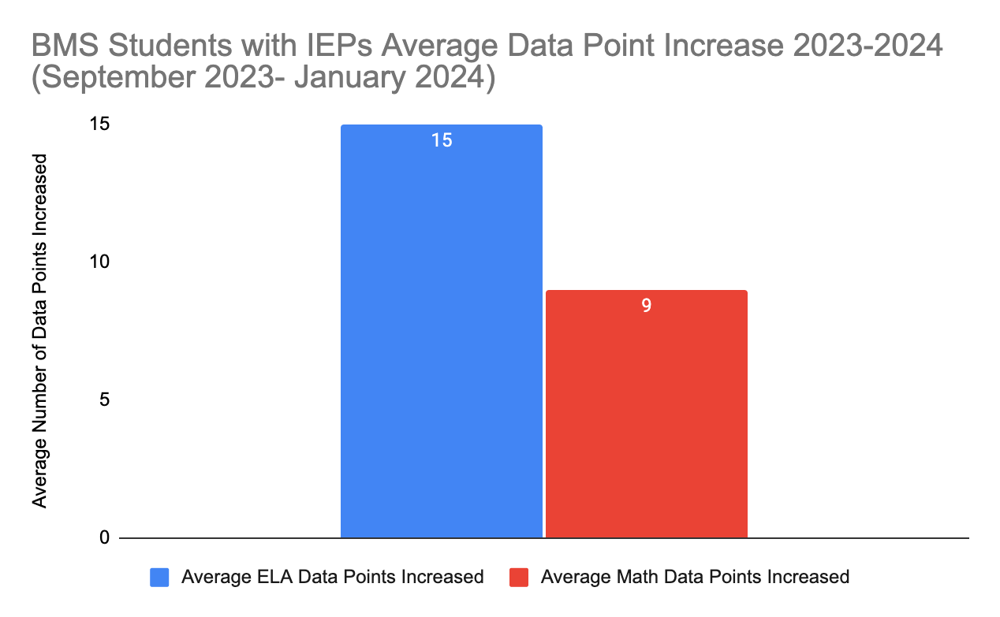 BMS Students with IEPs Average Data Point Increase 2023-2024
(September 2023- January 2024)
Average Number of Data Points Increased
15
10
5
0
15
9
Average ELA Data Points Increased
Average Math Data Points Increased